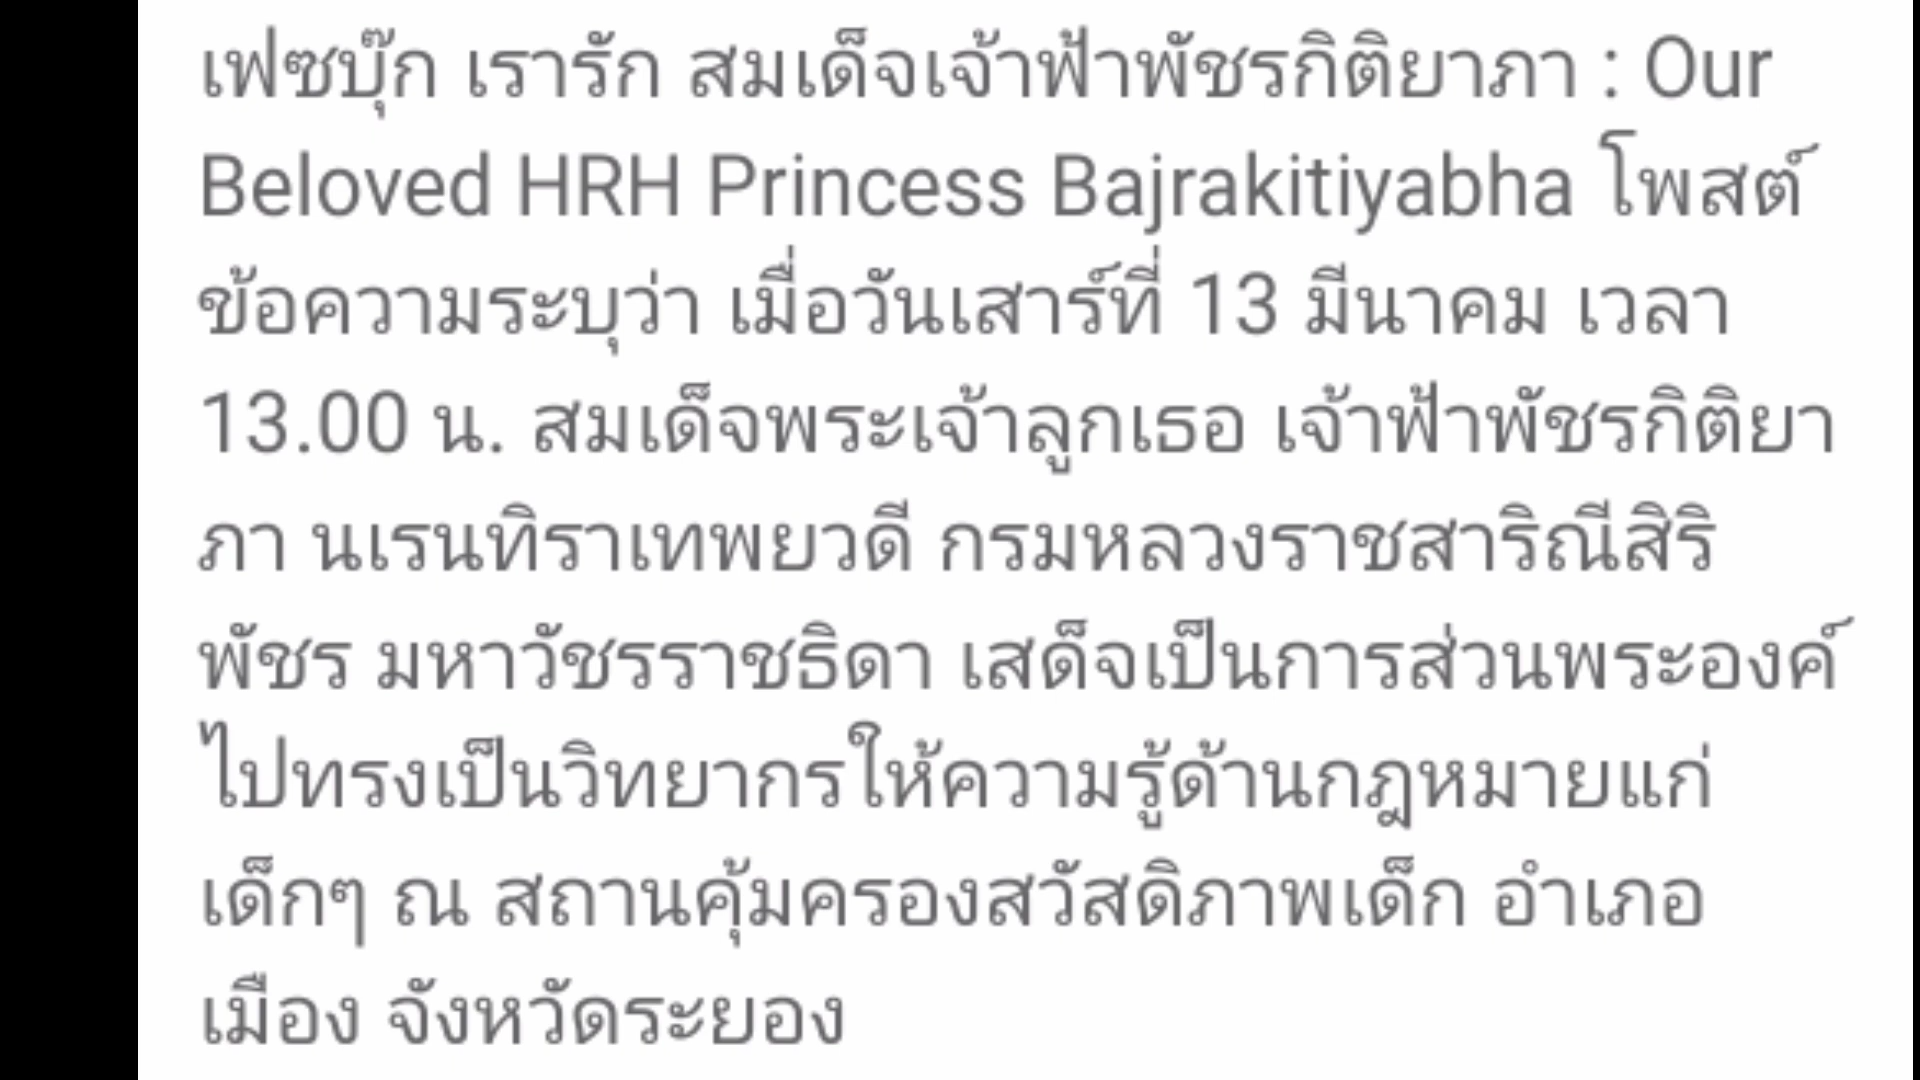 เฟซบุ๊ก เรารัก สมเด็จเจ้าฟ้าพัชรกิติยาภา : Our
Beloved HRH Princess Bajrakitiyabha โพสต์
ข้อความระบุว่า เมื่อวันเสาร์ที่ 13 มีนาคม เวลา
13.00 น. สมเด็จพระเจ้าลูกเธอ เจ้าฟ้าพัชรกิติยา
ภา นเรนทิราเทพยวดี กรมหลวงราชสาริณีสิริ
พัชร มหาวัชรราชธิดา เสด็จเป็นการส่วนพระองค์
ไปทรงเป็นวิทยากรให้ความรู้ด้านกฎหมายแก่
เด็กๆ ณ สถานคุ้มครองสวัสดิภาพเด็ก อำเภอ
เมือง จังหวัดระยอง